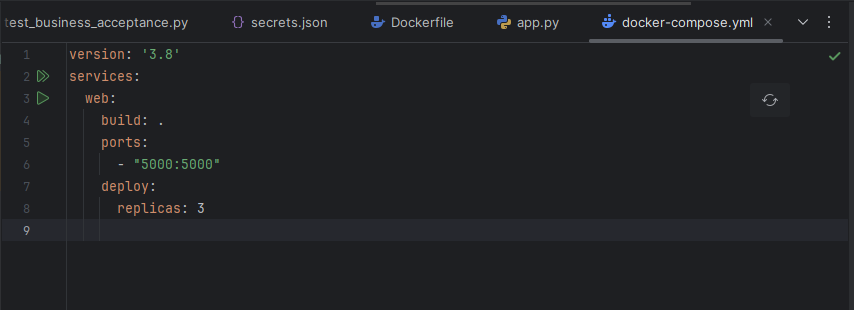 test_business_acceptance.py secrets.json Dockerfile app.py docker-compose.yml
1 version: '3.8'
2 services:
3 web:
4 build: .
5 ports:
6 - "5000:5000"
7 deploy:
8 replicas: 3
9